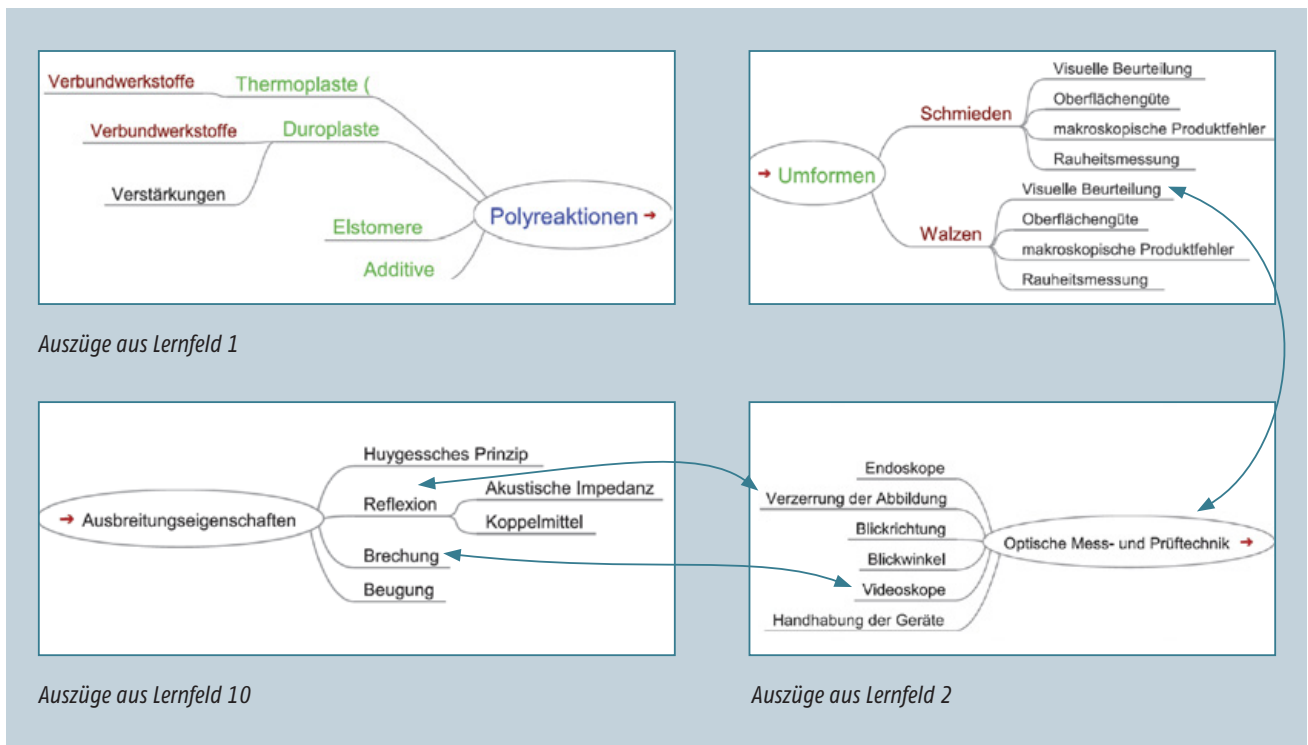 Verbundwerkstoffe
Thermoplaste (
Verbundwerkstoffe
Duroplaste
Verstärkungen
Polyreaktionen
Elstomere
Additive
Auszüge aus Lernfeld 1
Umformen
Schmieden
Visuelle Beurteilung
Oberflächengüte
makroskopische Produktfehler
Rauheitsmessung
Walzen
Visuelle Beurteilung
Oberflächengüte
makroskopische Produktfehler
Rauheitsmessung
Ausbreitungseigenschaften
Huygessches Prinzip
Reflexion
Akustische Impedanz
Koppelmittel
Brechung
Beugung
Auszüge aus Lernfeld 10
Endoskope
Verzerrung der Abbildung
Blickrichtung
Blickwinkel
Videoskope
Handhabung der Geräte
Optische Mess- und Prüftechnik
Auszüge aus Lernfeld 2